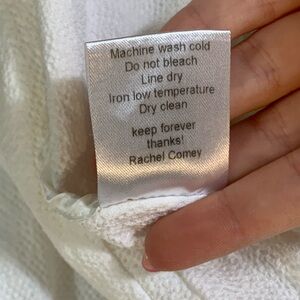 Machine wash cold
Do not bleach
Line dry
Iron low temperature
Dry clean
keep forever
thanks!
Rachel Comey